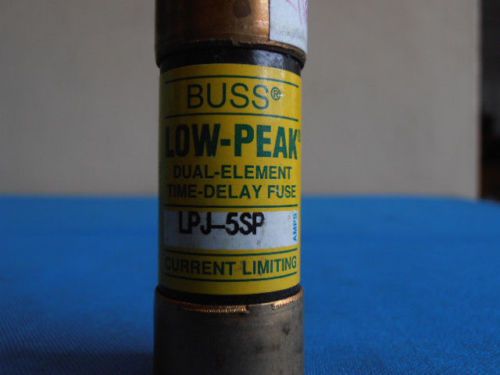 BUSS®
LOW-PEAK®
DUAL-ELEMENT
TIME-DELAY FUSE
LPJ-5SP
AMPS
CURRENT LIMITING